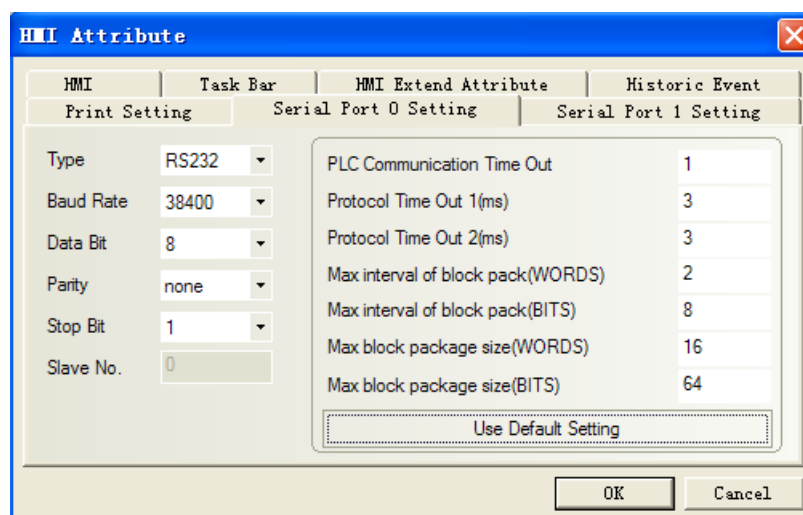 HMI Attribute
HMI Task Bar HMI Extend Attribute Historic Event
Print Setting Serial Port 0 Setting Serial Port 1 Setting
Type RS232
Baud Rate 38400
Data Bit 8
Parity none
Stop Bit 1
Slave No. 0
PLC Communication Time Out 1
Protocol Time Out 1(ms) 3
Protocol Time Out 2(ms) 3
Max interval of block pack(WORDS) 2
Max interval of block pack(BITS) 8
Max block package size(WORDS) 16
Max block package size(BITS) 64
Use Default Setting
OK Cancel